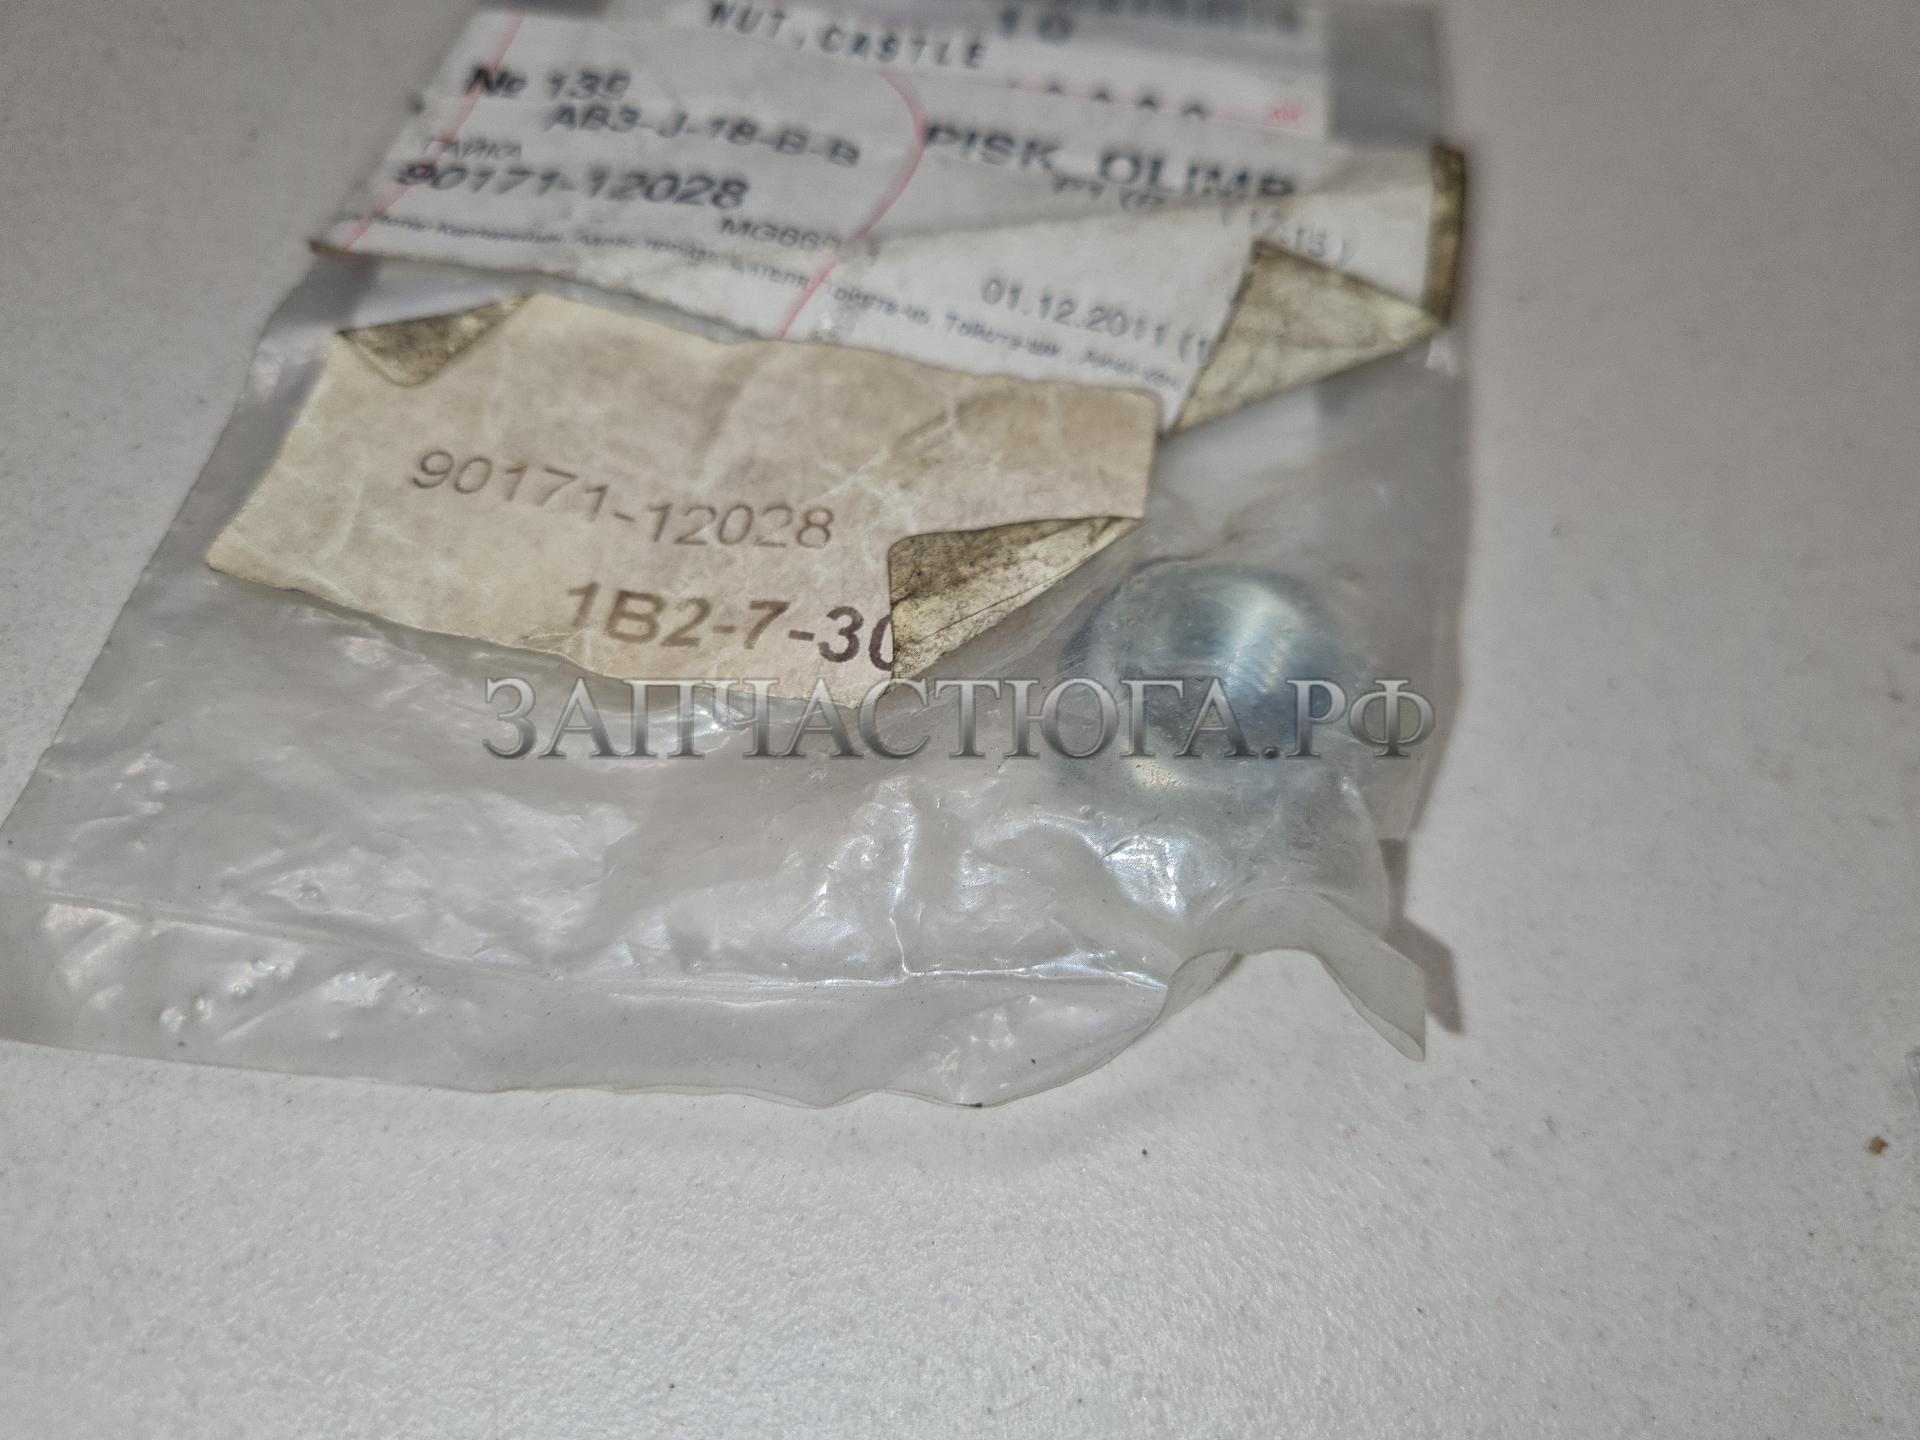 10
NUT, CASTLE
№ 139
AB3-J-18-B-B
PISK_OLIMP
ГАЙКА
90171-12028
01.12.2011
90171-12028
1B2-7-30
ЗАПЧАСТЮГА.РФ